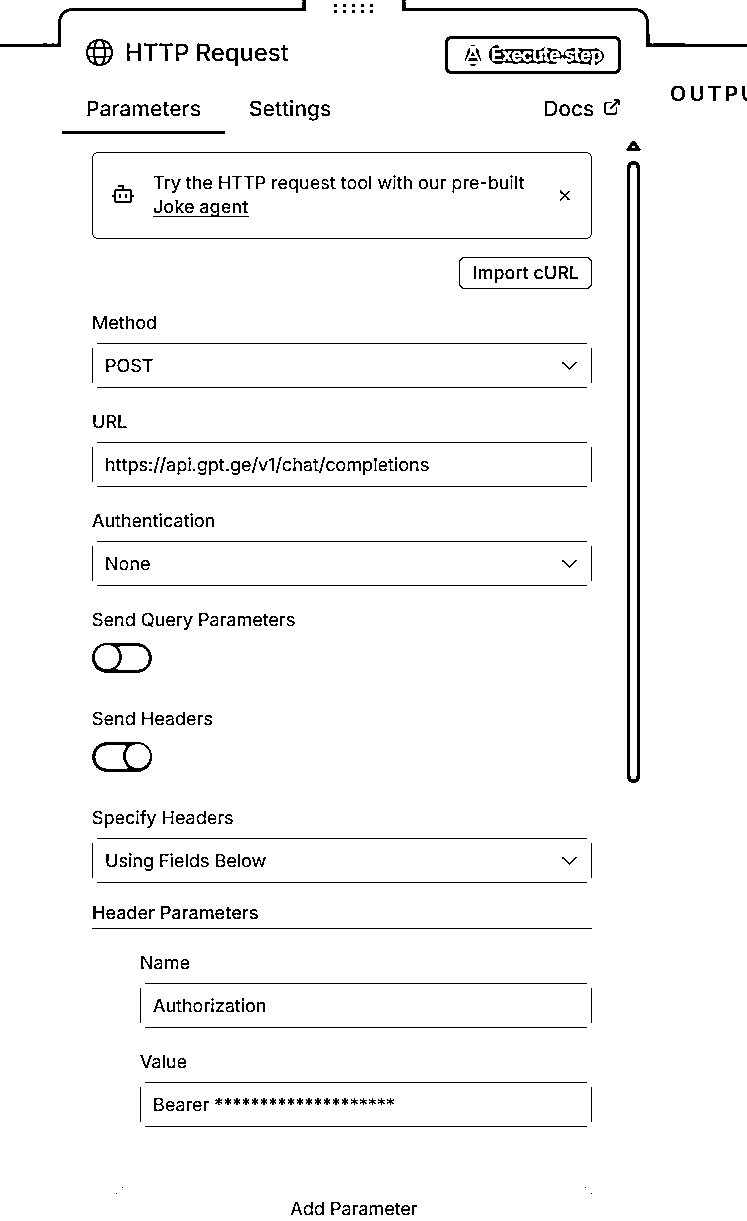 HTTP Request
Execute step
OUTPU
Parameters
Settings
Docs
Try the HTTP request tool with our pre-built
Joke agent
Import cURL
Method
POST
URL
https://api.gpt.ge/v1/chat/completions
Authentication
None
Send Query Parameters
Send Headers
Specify Headers
Using Fields Below
Header Parameters
Name
Authorization
Value
Bearer ********************
Add Parameter